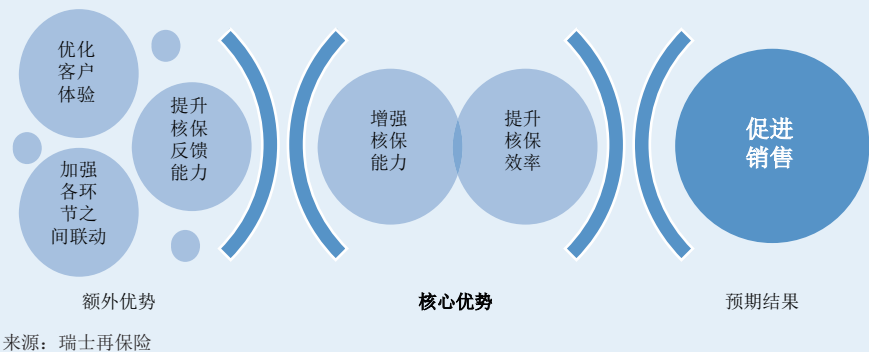 优化
客户
体验
提升
核保
反馈
能力
加强
各环
节之
间联动
增强
核保
能力
提升
核保
效率
促进
销售
额外优势
核心优势
预期结果
来源：瑞士再保险